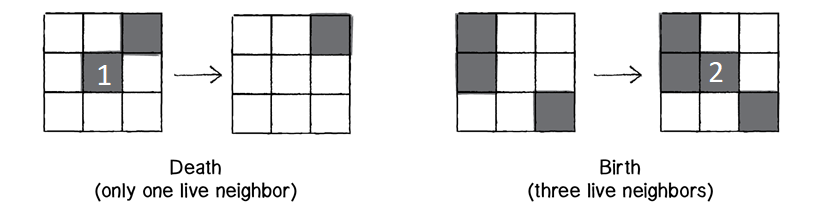 1
2
Death
(only one live neighbor)
Birth
(three live neighbors)